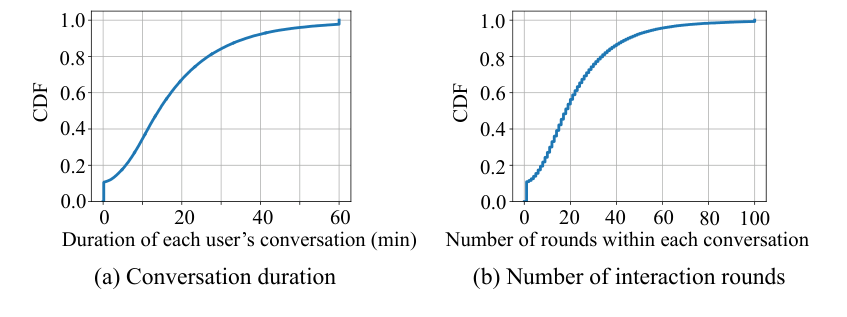 1.0
0.8
0.6
0.4
0.2
0.0
CDF
0 20 40 60
Duration of each user’s conversation (min)
(a) Conversation duration
1.0
0.8
0.6
0.4
0.2
0.0
CDF
0 20 40 60 80 100
Number of rounds within each conversation
(b) Number of interaction rounds